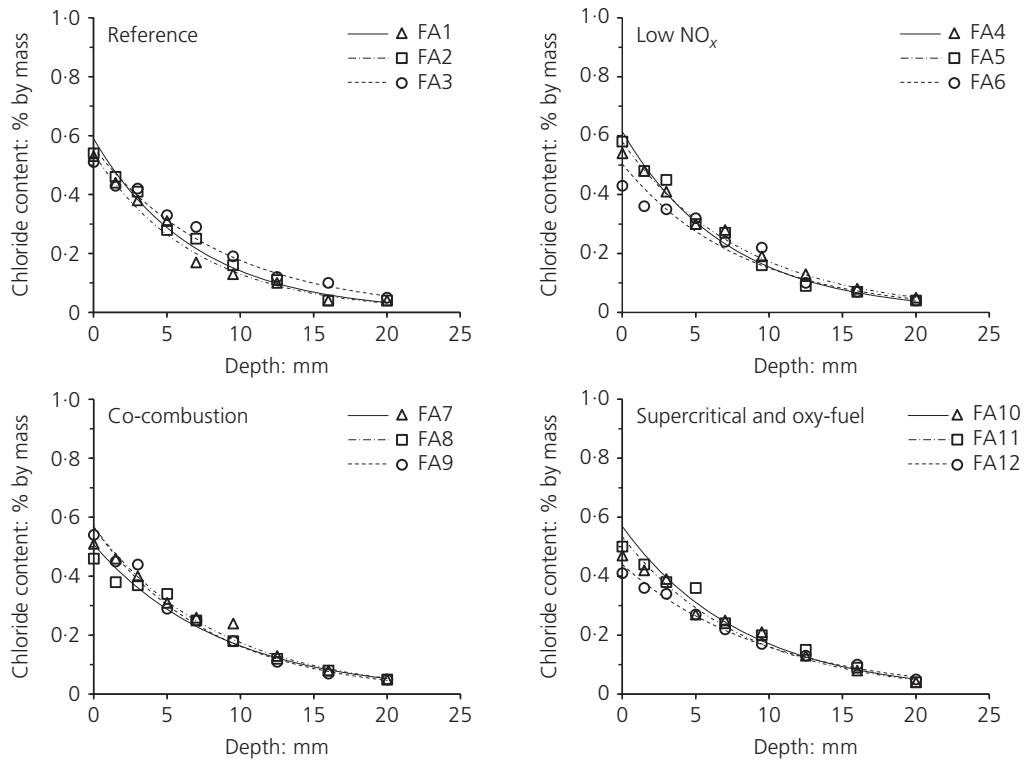 Reference
FA1
FA2
FA3
Chloride content: % by mass
1·0
0·8
0·6
0·4
0·2
0
0 5 10 15 20 25
Depth: mm
Low NOx
FA4
FA5
FA6
Chloride content: % by mass
1·0
0·8
0·6
0·4
0·2
0
0 5 10 15 20 25
Depth: mm
Co-combustion
FA7
FA8
FA9
Chloride content: % by mass
1·0
0·8
0·6
0·4
0·2
0
0 5 10 15 20 25
Depth: mm
Supercritical and oxy-fuel
FA10
FA11
FA12
Chloride content: % by mass
1·0
0·8
0·6
0·4
0·2
0
0 5 10 15 20 25
Depth: mm